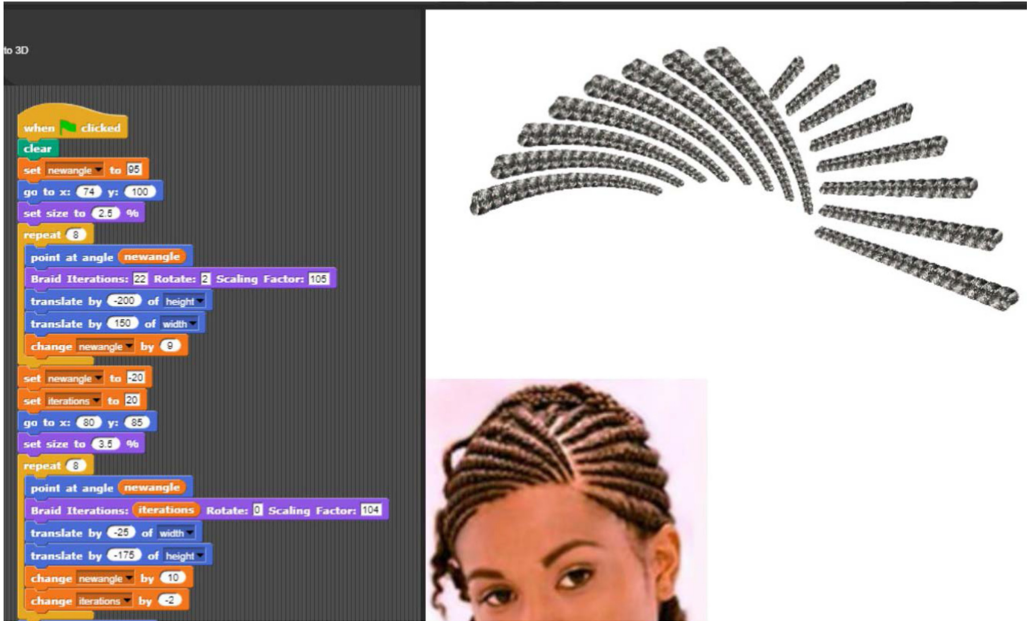 to 3D
when clicked
clear
set newangle to 95
go to x: 74 y: 100
set size to 2.5 %
repeat 8
point at angle newangle
Braid Iterations: 22 Rotate: 2 Scaling Factor: 105
translate by -200 of height
translate by 150 of width
change newangle by 9
set newangle to -20
set iterations to 20
go to x: 80 y: 85
set size to 3.5 %
repeat 8
point at angle newangle
Braid Iterations: iterations Rotate: 0 Scaling Factor: 104
translate by -25 of width
translate by -175 of height
change newangle by 10
change iterations by -2